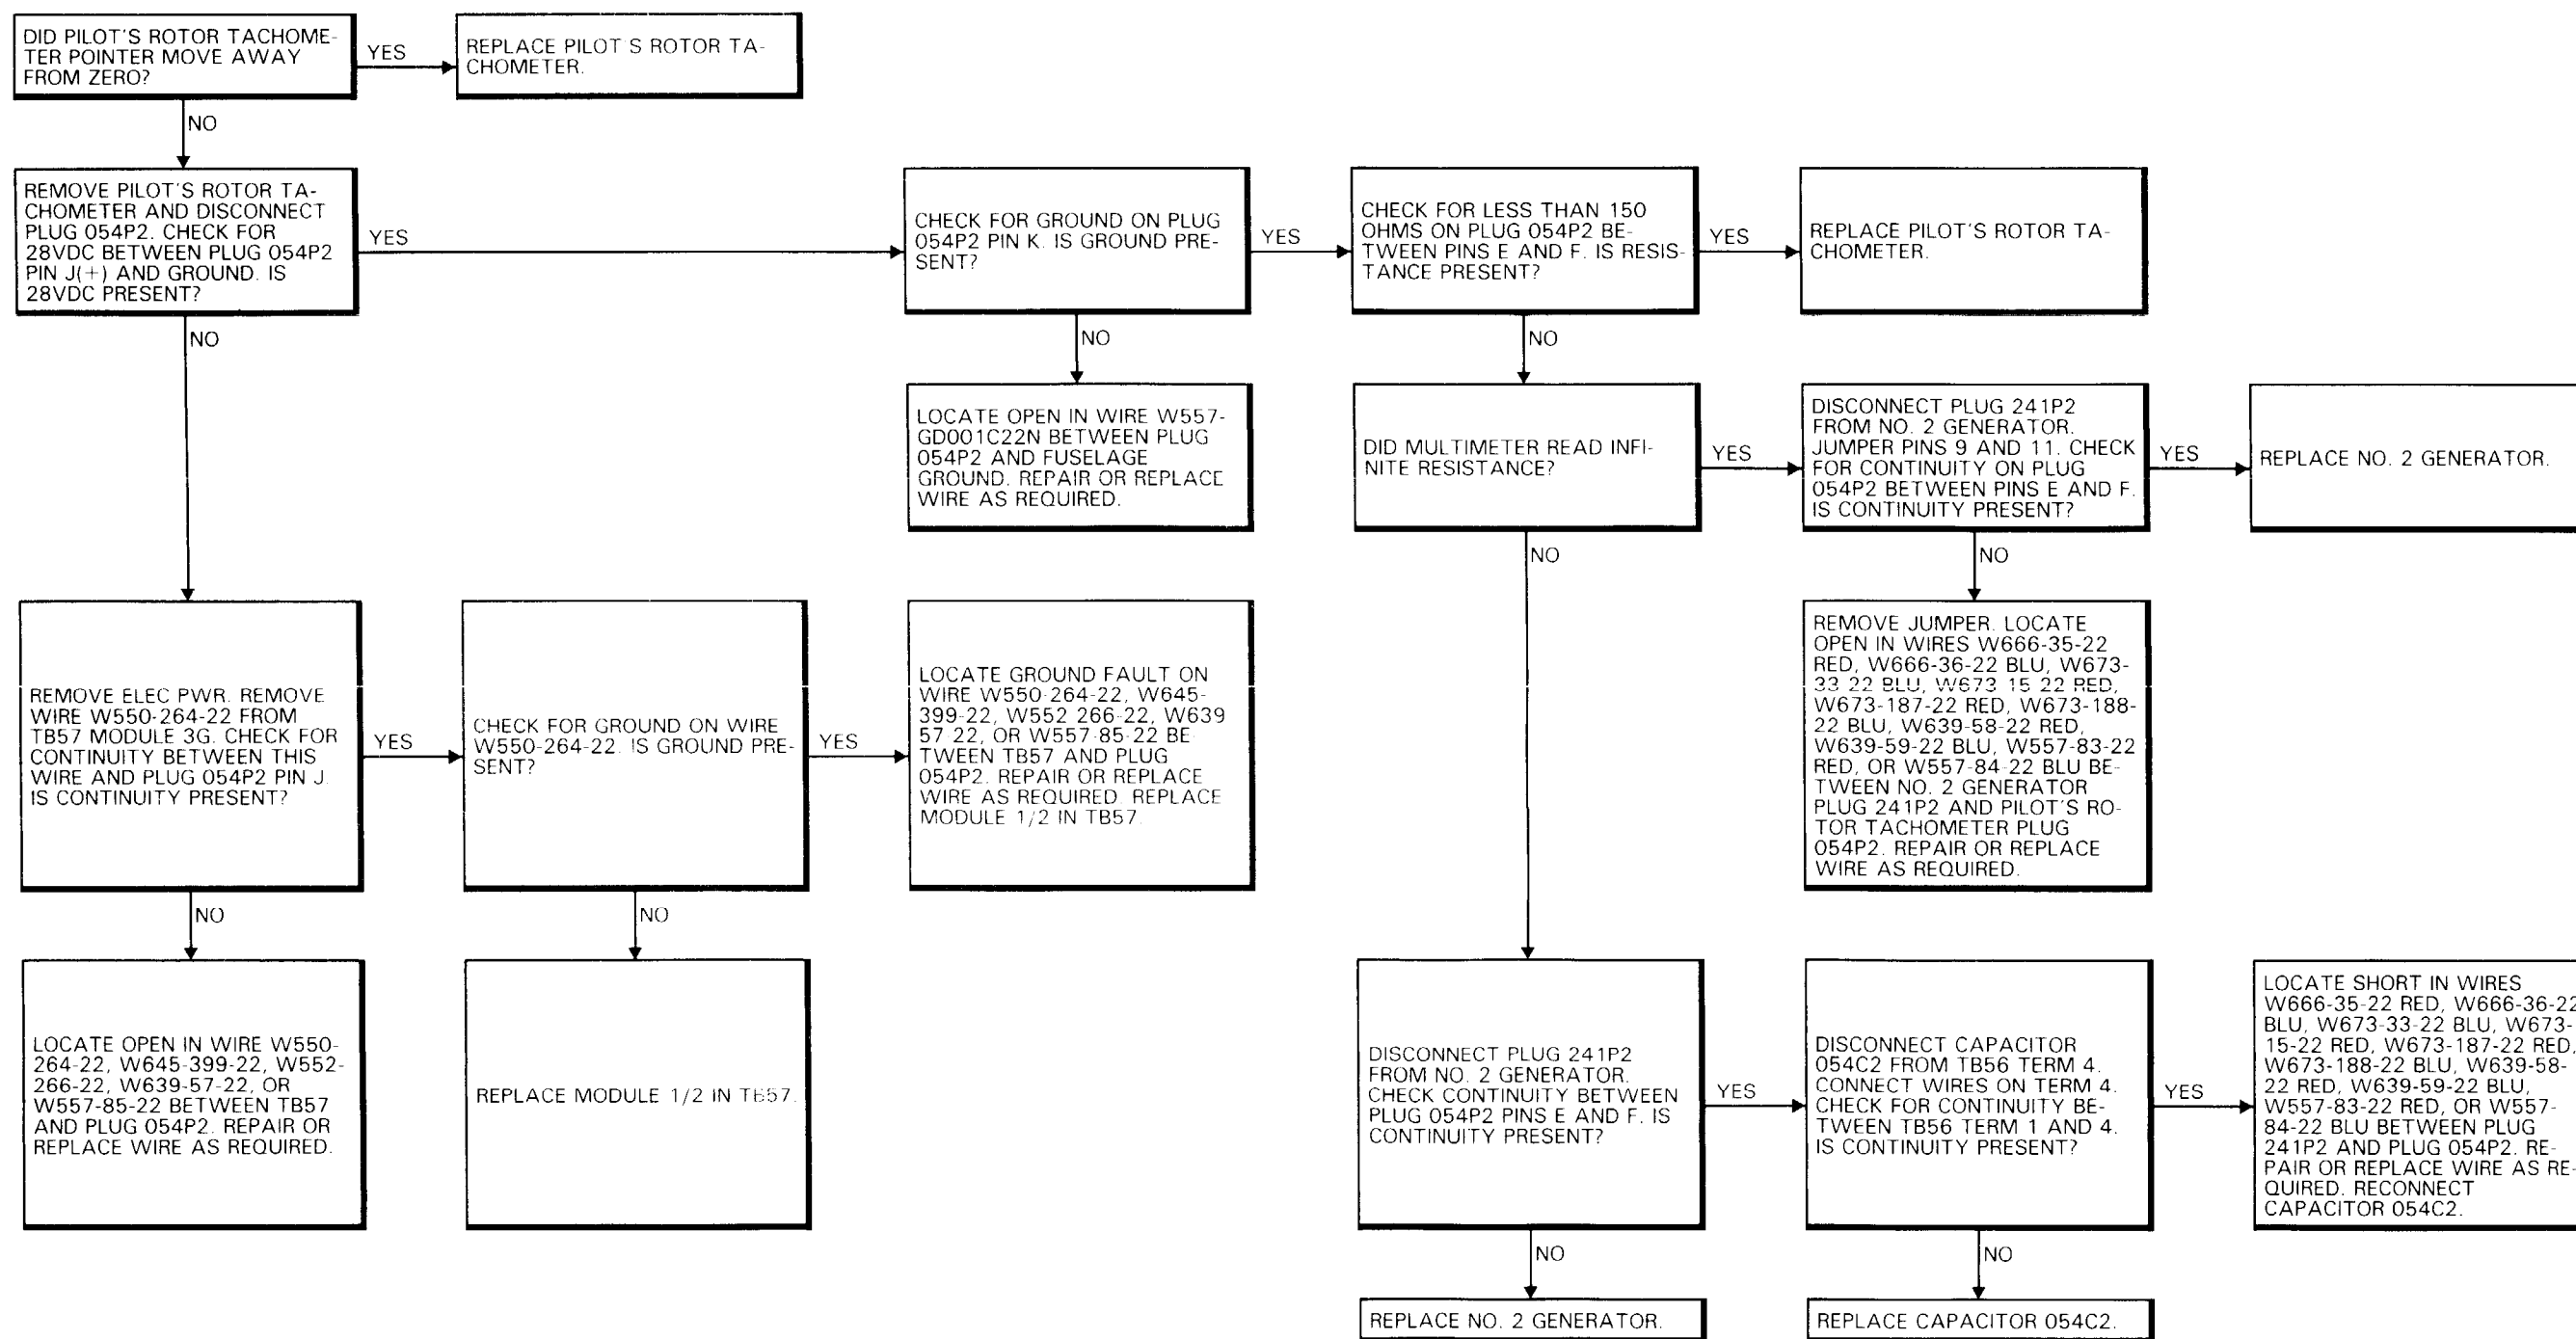 DID PILOT'S ROTOR TACHOME-
TER POINTER MOVE AWAY
FROM ZERO?
YES
REPLACE PILOT'S ROTOR TA-
CHOMETER.
NO
REMOVE PILOT'S ROTOR TA-
CHOMETER AND DISCONNECT
PLUG 054P2. CHECK FOR
28VDC BETWEEN PLUG 054P2
PIN J(+) AND GROUND. IS
28VDC PRESENT?
YES
CHECK FOR GROUND ON PLUG
054P2 PIN K. IS GROUND PRE-
SENT?
YES
CHECK FOR LESS THAN 150
OHMS ON PLUG 054P2 BE-
TWEEN PINS E AND F. IS RESIS-
TANCE PRESENT?
YES
REPLACE PILOT'S ROTOR TA-
CHOMETER.
NO
NO
NO
LOCATE OPEN IN WIRE W557-
GD001C22N BETWEEN PLUG
054P2 AND FUSELAGE
GROUND. REPAIR OR REPLACE
WIRE AS REQUIRED.
DID MULTIMETER READ INFI-
NITE RESISTANCE?
YES
DISCONNECT PLUG 241P2
FROM NO. 2 GENERATOR.
JUMPER PINS 9 AND 11. CHECK
FOR CONTINUITY ON PLUG
054P2 BETWEEN PINS E AND F.
IS CONTINUITY PRESENT?
YES
REPLACE NO. 2 GENERATOR.
NO
NO
REMOVE ELEC PWR. REMOVE
WIRE W550-264-22 FROM
TB57 MODULE 3G. CHECK FOR
CONTINUITY BETWEEN THIS
WIRE AND PLUG 054P2 PIN J.
IS CONTINUITY PRESENT?
YES
CHECK FOR GROUND ON WIRE
W550-264-22. IS GROUND PRE-
SENT?
YES
LOCATE GROUND FAULT ON
WIRE W550-264-22, W645-
399-22, W552 266-22, W639
57-22, OR W557-85-22 BE-
TWEEN TB57 AND PLUG
054P2. REPAIR OR REPLACE
WIRE AS REQUIRED. REPLACE
MODULE 1/2 IN TB57.
REMOVE JUMPER. LOCATE
OPEN IN WIRES W666-35-22
RED, W666-36-22 BLU, W673-
33-22 BLU, W673-15-22 RED,
W673-187-22 RED, W673-188-
22 BLU, W639-58-22 RED,
W639-59-22 BLU, W557-83-22
RED, OR W557-84-22 BLU BE-
TWEEN NO. 2 GENERATOR
PLUG 241P2 AND PILOT'S RO-
TOR TACHOMETER PLUG
054P2. REPAIR OR REPLACE
WIRE AS REQUIRED.
NO
NO
LOCATE OPEN IN WIRE W550-
264-22, W645-399-22, W552-
266-22, W639-57-22, OR
W557-85-22 BETWEEN TB57
AND PLUG 054P2. REPAIR OR
REPLACE WIRE AS REQUIRED.
REPLACE MODULE 1/2 IN TB57.
DISCONNECT PLUG 241P2
FROM NO. 2 GENERATOR.
CHECK CONTINUITY BETWEEN
PLUG 054P2 PINS E AND F. IS
CONTINUITY PRESENT?
YES
DISCONNECT CAPACITOR
054C2 FROM TB56 TERM 4.
CONNECT WIRES ON TERM 4.
CHECK FOR CONTINUITY BE-
TWEEN TB56 TERM 1 AND 4.
IS CONTINUITY PRESENT?
YES
LOCATE SHORT IN WIRES
W666-35-22 RED, W666-36-22
BLU, W673-33-22 BLU, W673-
15-22 RED, W673-187-22 RED,
W673-188-22 BLU, W639-58-
22 RED, W639-59-22 BLU,
W557-83-22 RED, OR W557-
84-22 BLU BETWEEN PLUG
241P2 AND PLUG 054P2. RE-
PAIR OR REPLACE WIRE AS RE-
QUIRED. RECONNECT
CAPACITOR 054C2.
NO
NO
REPLACE NO. 2 GENERATOR.
REPLACE CAPACITOR 054C2.